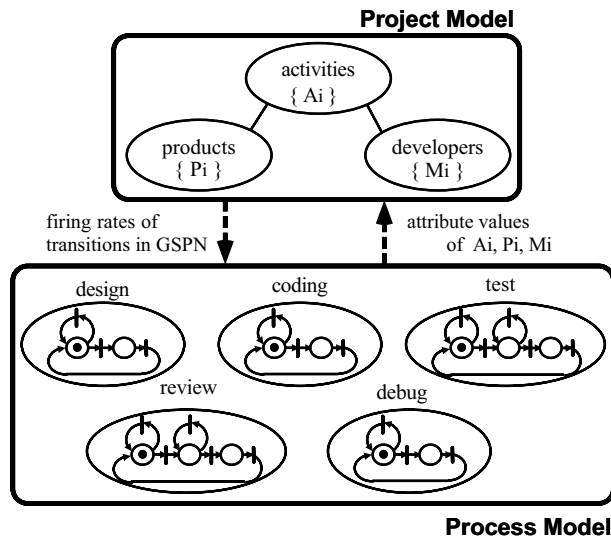 Project Model
activities
{ Ai }
products
{ Pi }
developers
{ Mi }
firing rates of
transitions in GSPN
attribute values
of Ai, Pi, Mi
design
coding
test
review
debug
Process Model